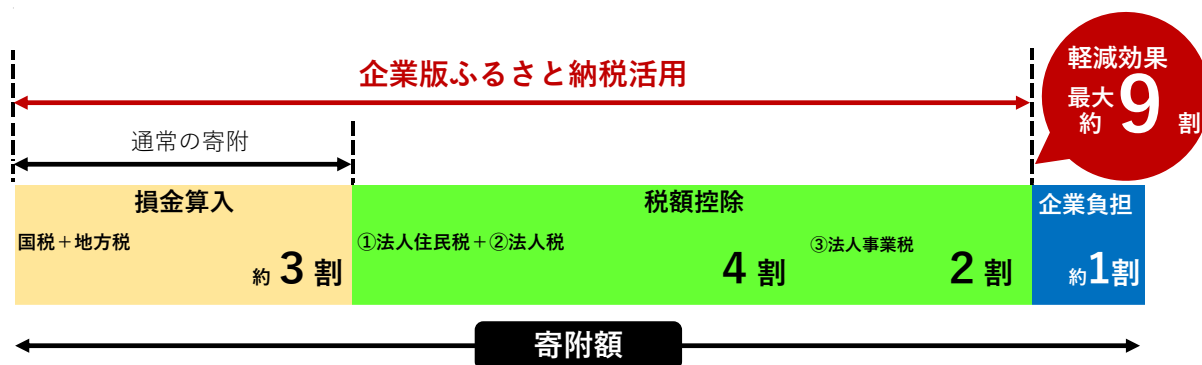 企業版ふるさと納税活用
軽減効果
最大
約 9 割
通常の寄附
損金算入
国税＋地方税
約 3 割
税額控除
①法人住民税＋②法人税
4 割
③法人事業税
2 割
企業負担
約1割
寄附額